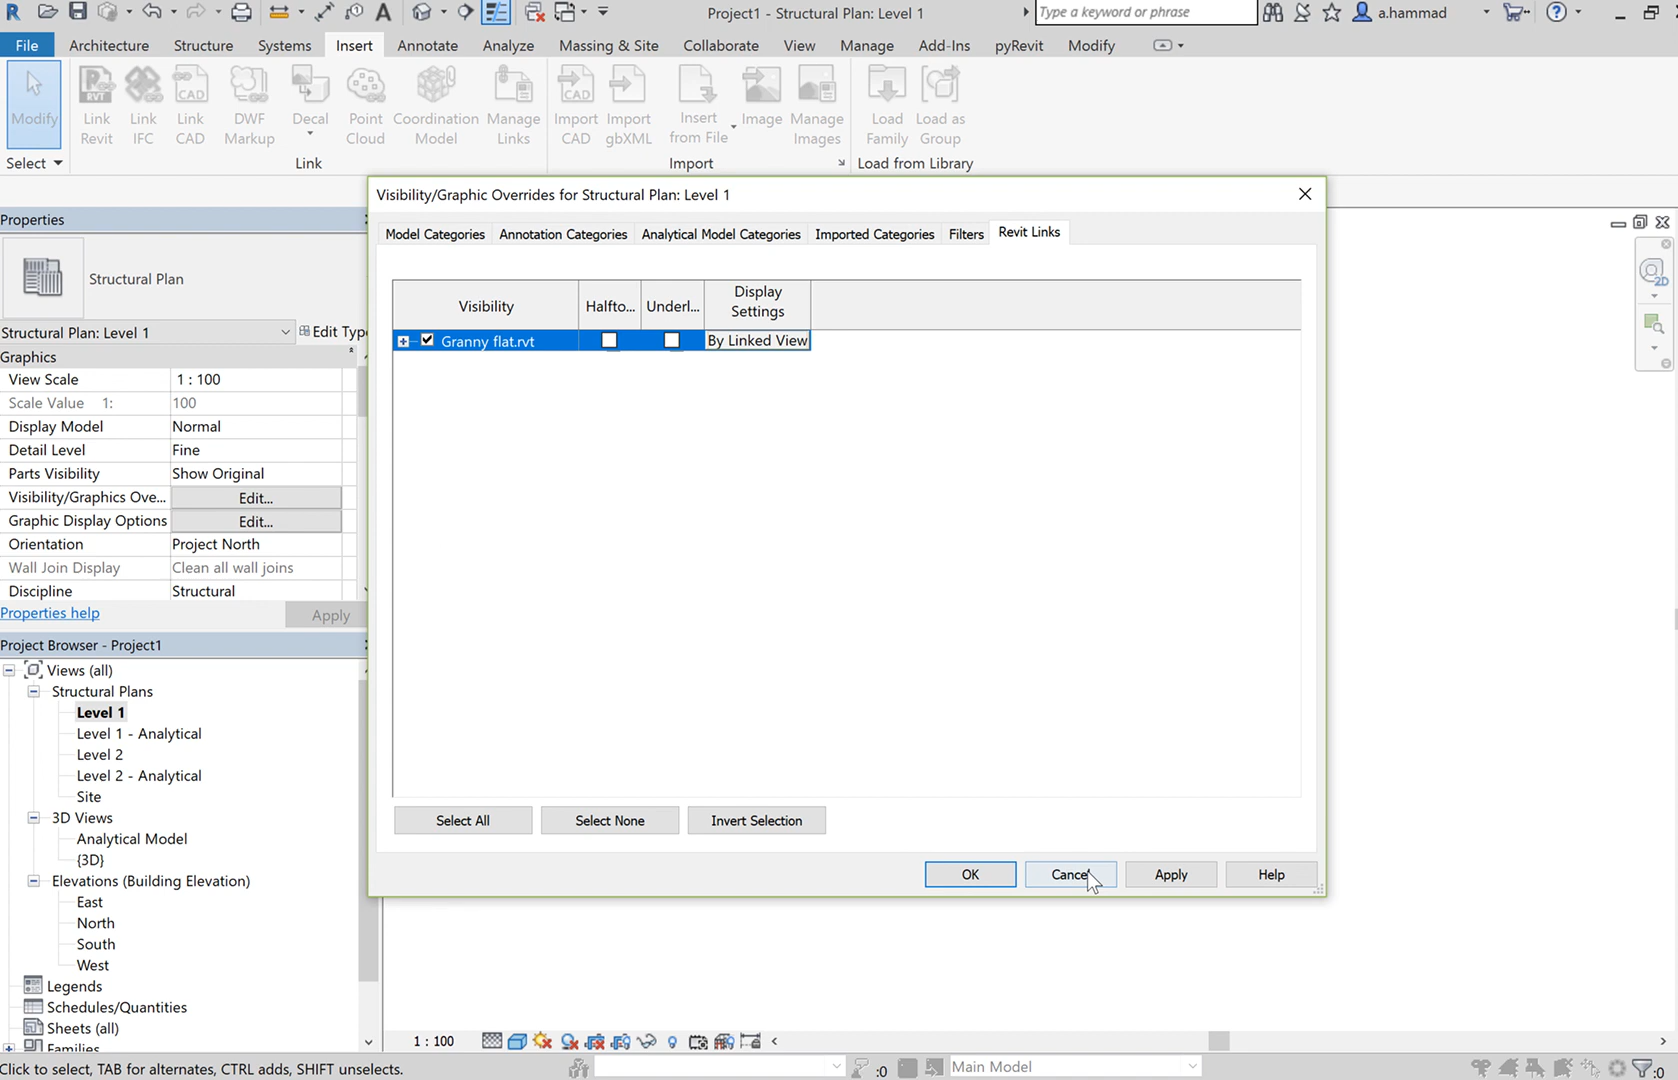 Project1 - Structural Plan: Level 1
Type a keyword or phrase
a.hammad
File Architecture Structure Systems Insert Annotate Analyze Massing & Site Collaborate View Manage Add-Ins pyRevit Modify
Modify
Link Revit
Link IFC
Link CAD
DWF Markup
Decal
Point Cloud
Coordination Model
Manage Links
Import CAD
Import gbXML
Insert from File
Image
Manage Images
Load Family
Load as Group
Select Link Import Load from Library
Visibility/Graphic Overrides for Structural Plan: Level 1
Model Categories Annotation Categories Analytical Model Categories Imported Categories Filters Revit Links
Visibility Halfto... Underl... Display Settings
Granny flat.rvt By Linked View
Select All Select None Invert Selection
OK Cancel Apply Help
Properties
Structural Plan
Structural Plan: Level 1 Edit Type
Graphics
View Scale 1 : 100
Scale Value 1: 100
Display Model Normal
Detail Level Fine
Parts Visibility Show Original
Visibility/Graphics Ove... Edit...
Graphic Display Options Edit...
Orientation Project North
Wall Join Display Clean all wall joins
Discipline Structural
Properties help Apply
Project Browser - Project1
Views (all)
Structural Plans
Level 1
Level 1 - Analytical
Level 2
Level 2 - Analytical
Site
3D Views
Analytical Model
{3D}
Elevations (Building Elevation)
East
North
South
West
Legends
Schedules/Quantities
Sheets (all)
Families
2D
1 : 100
Click to select, TAB for alternates, CTRL adds, SHIFT unselects.
:0
Main Model
:0